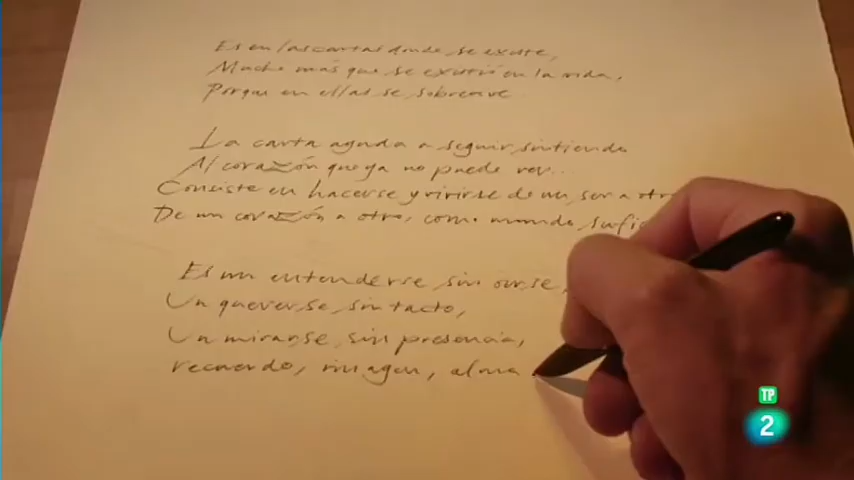 Es en las cartas donde se existe,
Mucho más que se existió en la vida,
Porque en ellas se sobrevive
La carta ayuda a seguir sintiendo
Al corazón que ya no puede ver..
Consiste en hacerse y vivirse de un ser a otro
De un corazón a otro, como mundo
Es un entenderse sin oirse,
Un quererse, sin tacto,
Un mirarse, sin presencia,
recuerdo, imagen, alma
TP
2